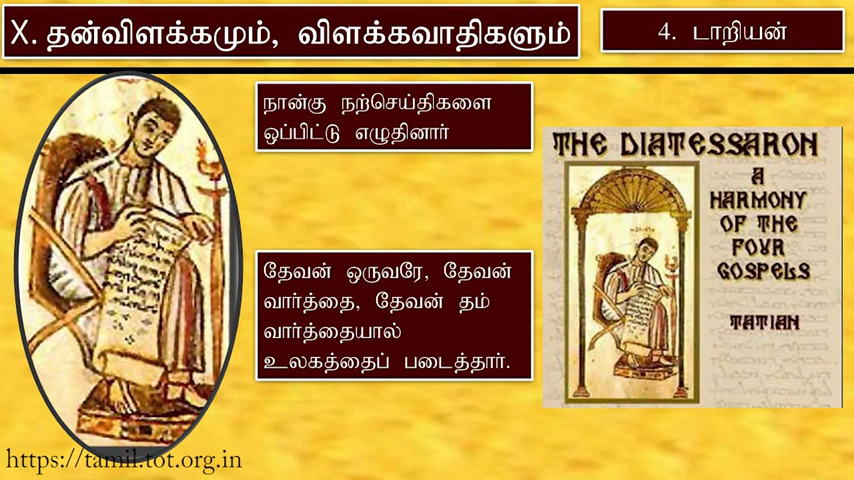 X. தன்விளக்கமும், விளக்கவாதிகளும்
4. டாறியன்
நான்கு நற்செய்திகளை
ஒப்பிட்டு எழுதினார்
தேவன் ஒருவரே, தேவன்
வார்த்தை, தேவன் தம்
வார்த்தையால்
உலகத்தைப் படைத்தார்.
THE DIATESSARON
A
HARMONY
OF THE
FOUR
GOSPELS
TATIAN
https://tamil.tot.org.in